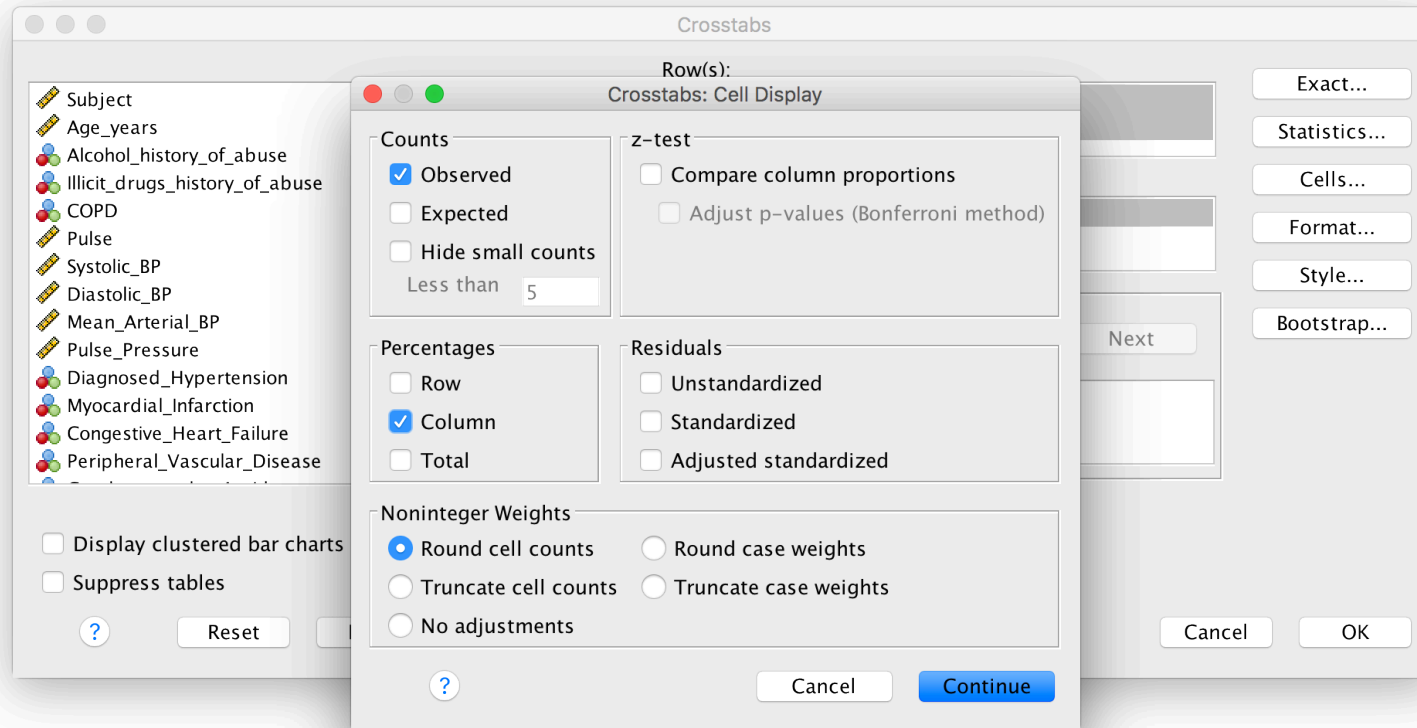 Crosstabs
Row(s):
Subject
Age_years
Alcohol_history_of_abuse
Illicit_drugs_history_of_abuse
COPD
Pulse
Systolic_BP
Diastolic_BP
Mean_Arterial_BP
Pulse_Pressure
Diagnosed_Hypertension
Myocardial_Infarction
Congestive_Heart_Failure
Peripheral_Vascular_Disease
Display clustered bar charts
Suppress tables
?
Reset
Crosstabs: Cell Display
Counts
Observed
Expected
Hide small counts
Less than 5
z-test
Compare column proportions
Adjust p-values (Bonferroni method)
Percentages
Row
Column
Total
Residuals
Unstandardized
Standardized
Adjusted standardized
Noninteger Weights
Round cell counts Round case weights
Truncate cell counts Truncate case weights
No adjustments
?
Cancel
Continue
Next
Exact...
Statistics...
Cells...
Format...
Style...
Bootstrap...
Cancel
OK